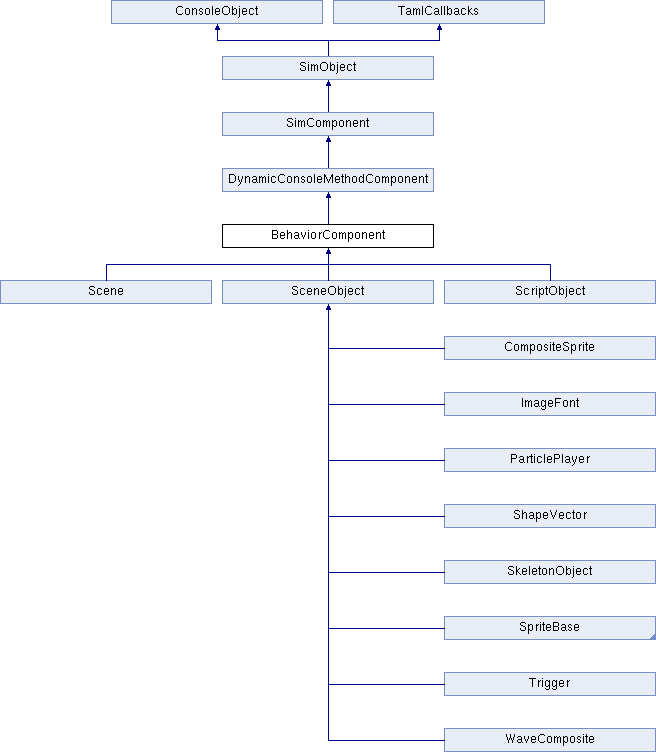 ConsoleObject
TamlCallbacks
SimObject
SimComponent
DynamicConsoleMethodComponent
BehaviorComponent
Scene
SceneObject
ScriptObject
CompositeSprite
ImageFont
ParticlePlayer
ShapeVector
SkeletonObject
SpriteBase
Trigger
WaveComposite